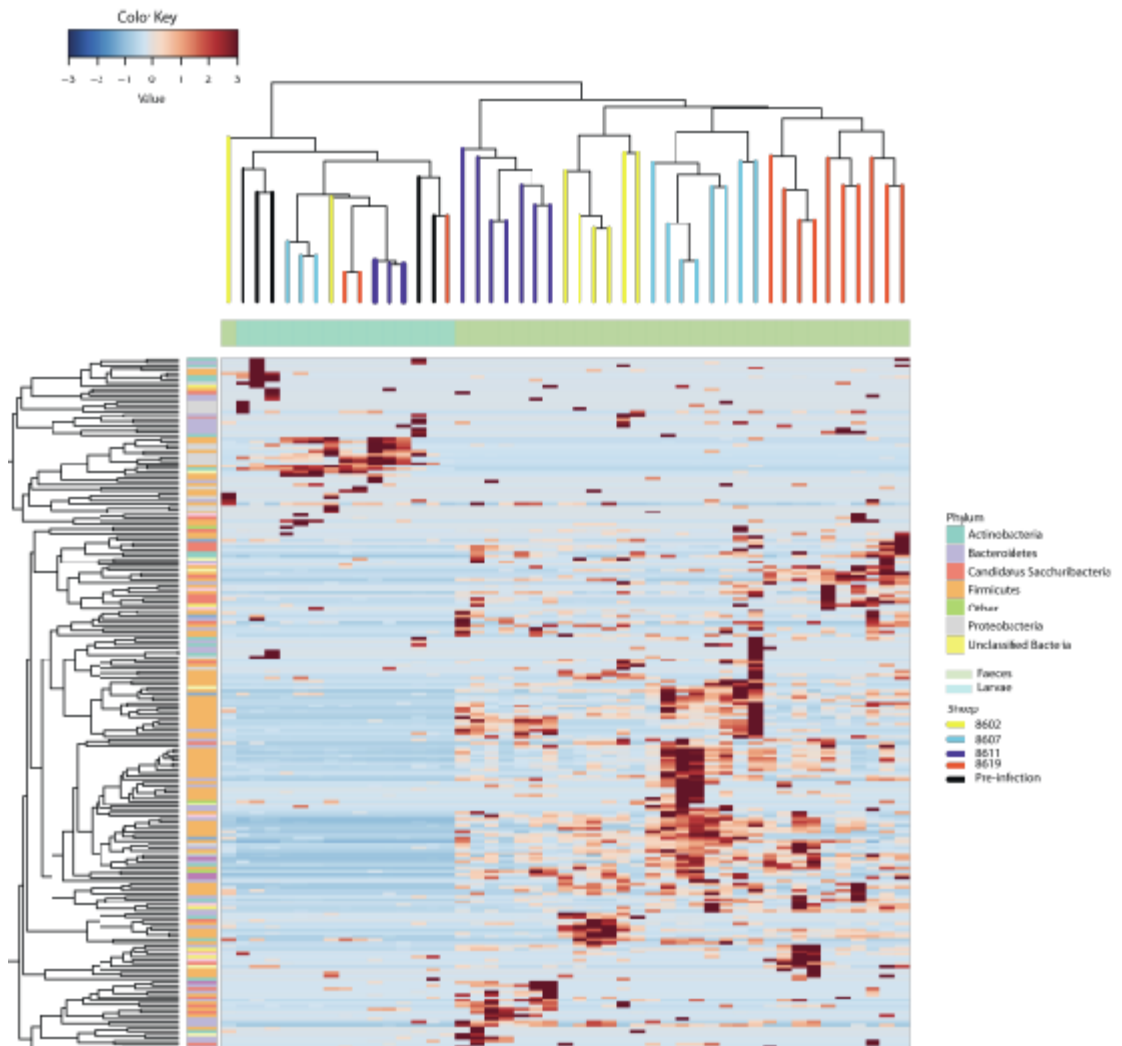 Color Key
-3 -2 -1 0 1 2 3
Value
Phylum
Actinobacteria
Bacteroidetes
Candidatus Saccharibacteria
Firmicutes
Other
Proteobacteria
Unclassified Bacteria
Faeces
Larvae
Sheep
8602
8607
8611
8619
Pre-infection